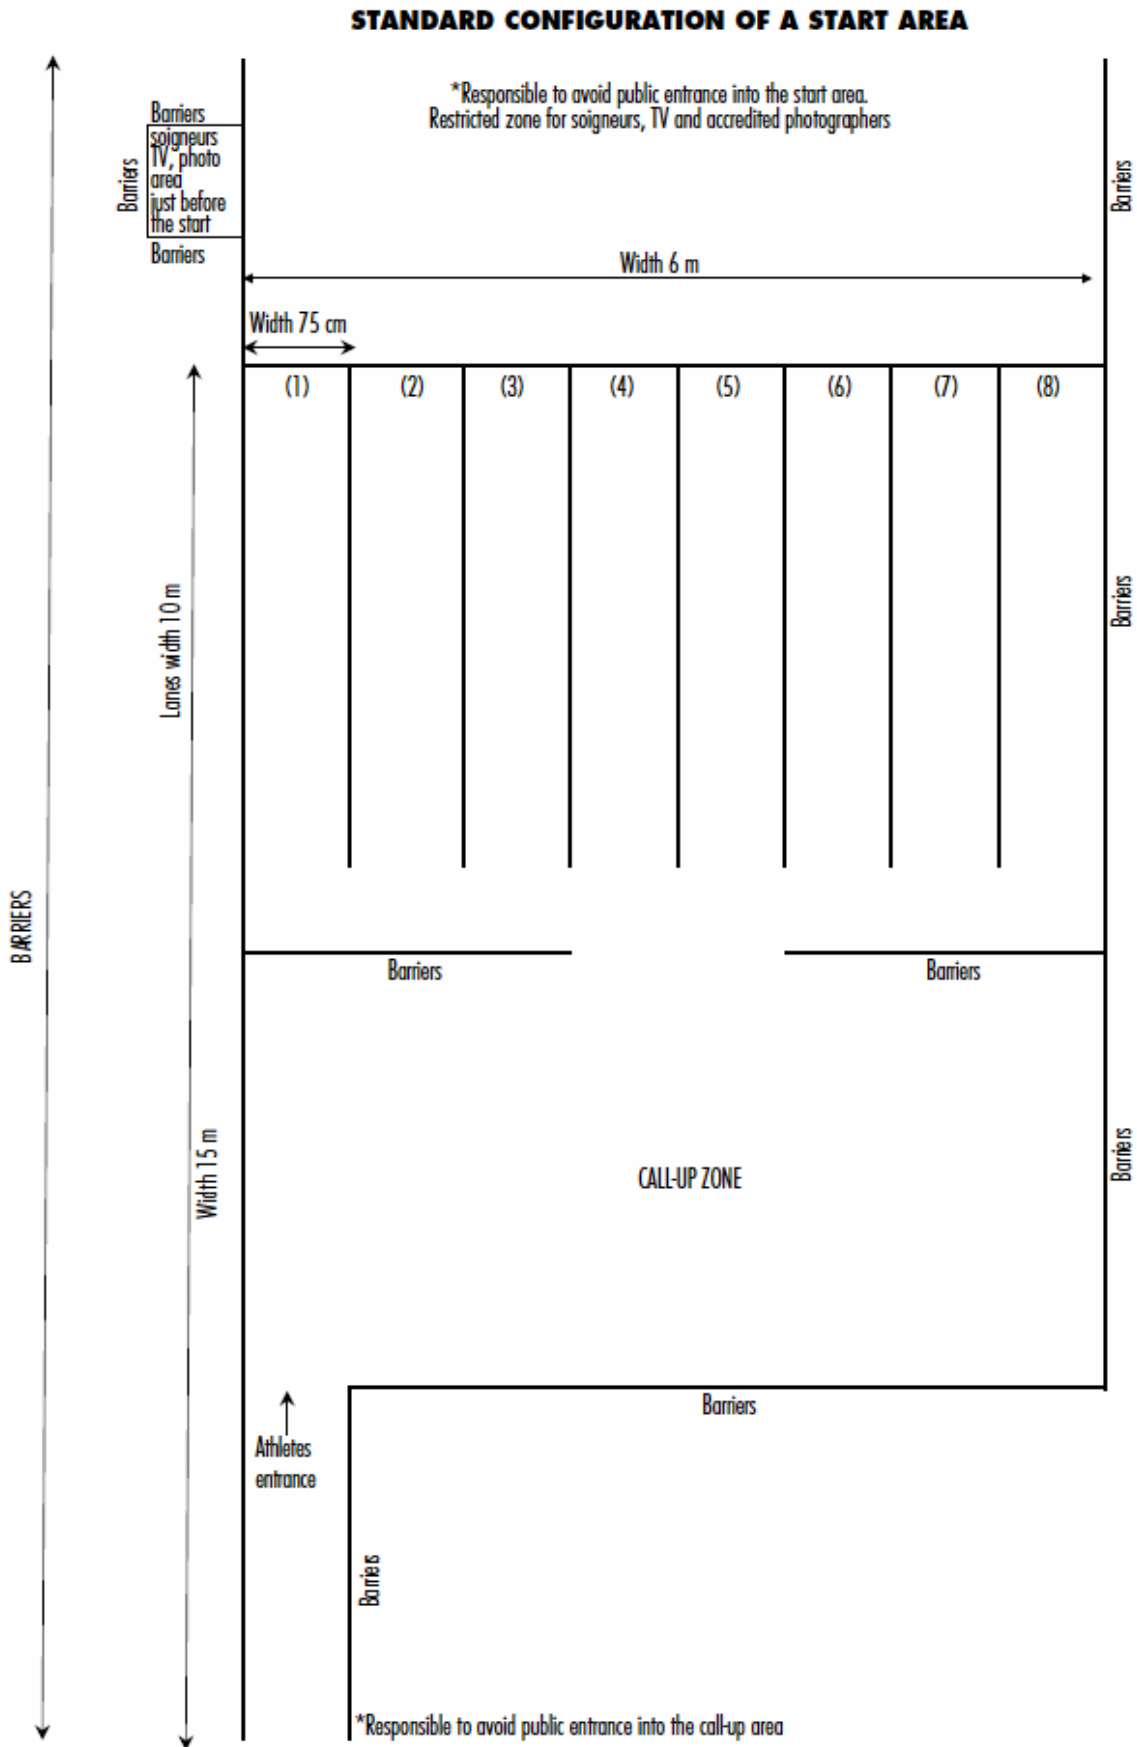 STANDARD CONFIGURATION OF A START AREA
*Responsible to avoid public entrance into the start area.
Restricted zone for soigneurs, TV and accredited photographers
Barriers
soigneurs
TV, photo
area
just before
the start
Barriers
Barriers
Barriers
Width 6 m
Width 75 cm
(1)
(2)
(3)
(4)
(5)
(6)
(7)
(8)
Lanes width 10 m
Barriers
BARRIERS
Barriers
Barriers
Width 15 m
CALL-UP ZONE
Barriers
Barriers
Athletes
entrance
Barriers
*Responsible to avoid public entrance into the call-up area